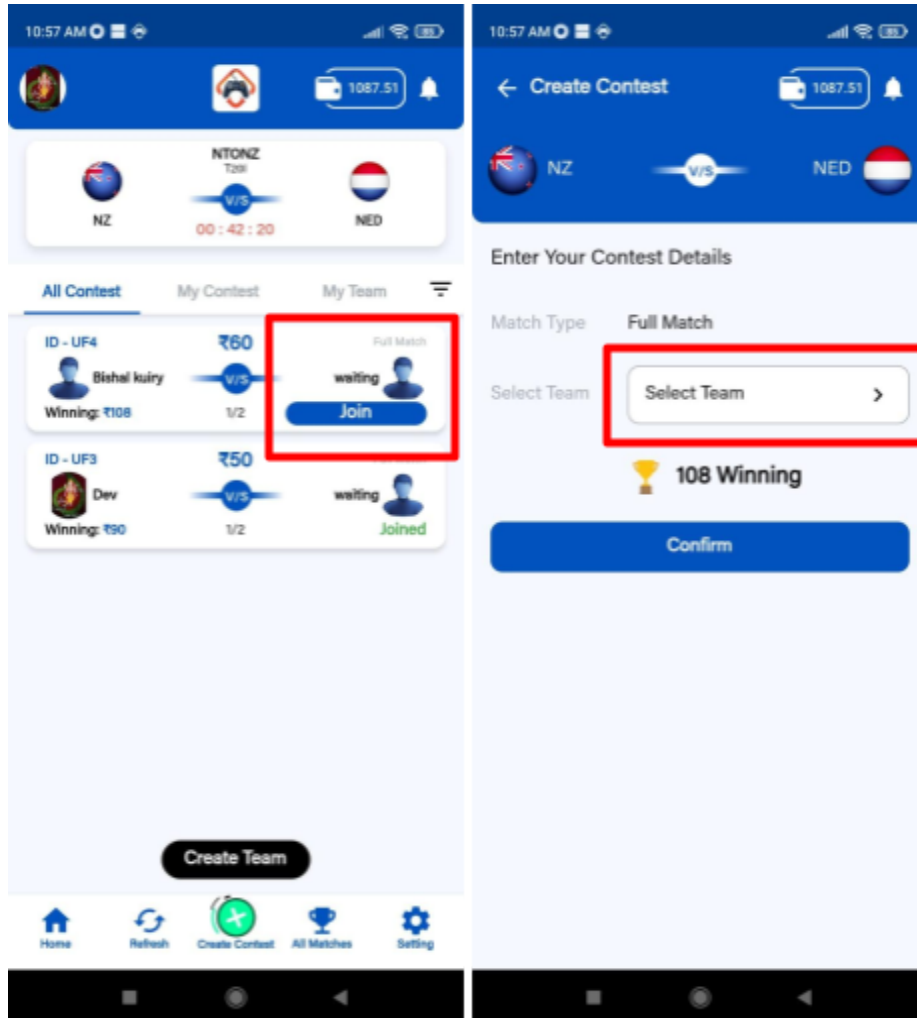 10:57 AM
85
1087.51
NTONZ
T20I
V/S
NZ
NED
00 : 42 : 20
All Contest
My Contest
My Team
ID - UF4
₹60
Full Match
Bishal kuiry
V/S
waiting
Winning: ₹108
1/2
Join
ID - UF3
₹50
Dev
V/S
waiting
Winning: ₹90
1/2
Joined
Create Team
Home
Refresh
Create Contest
All Matches
Setting
10:57 AM
85
Create Contest
1087.51
NZ
V/S
NED
Enter Your Contest Details
Match Type
Full Match
Select Team
Select Team
108 Winning
Confirm